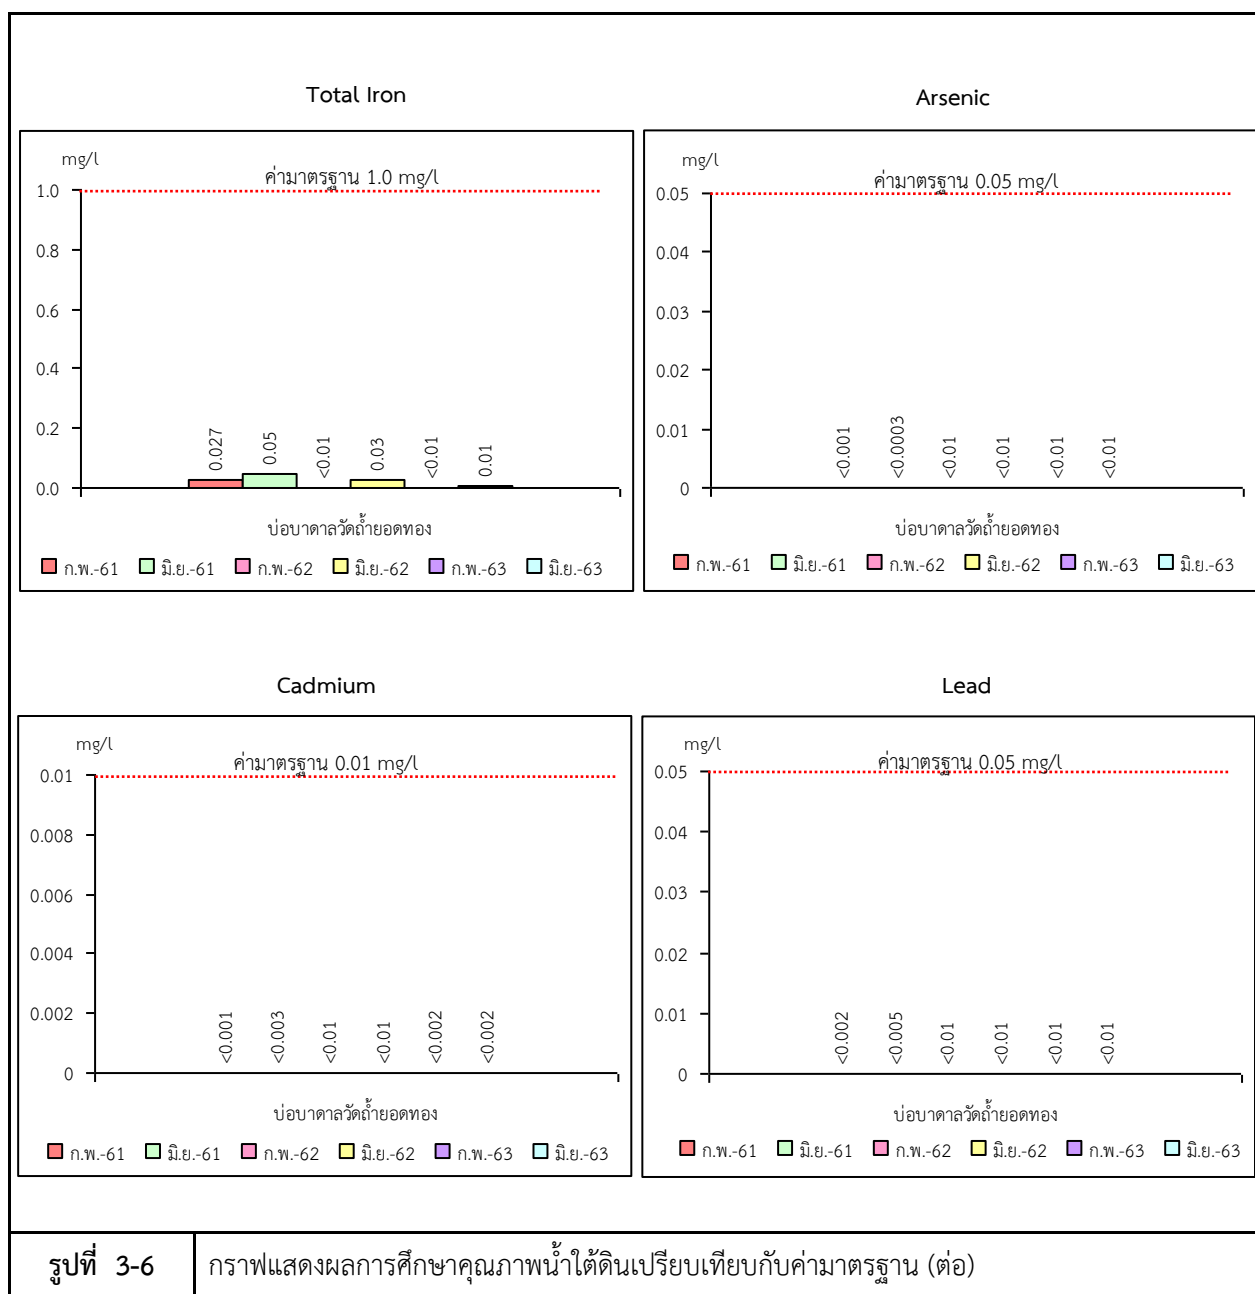 Total Iron
mg/l
ค่ามาตรฐาน 1.0 mg/l
1.0
0.8
0.6
0.4
0.2
0.0
0.027
0.05
<0.01
0.03
<0.01
0.01
บ่อบาดาลวัดถ้ำยอดทอง
ก.พ.-61 มิ.ย.-61 ก.พ.-62 มิ.ย.-62 ก.พ.-63 มิ.ย.-63
Arsenic
mg/l
ค่ามาตรฐาน 0.05 mg/l
0.05
0.04
0.03
0.02
0.01
0
<0.001
<0.0003
<0.01
<0.01
<0.01
<0.01
บ่อบาดาลวัดถ้ำยอดทอง
ก.พ.-61 มิ.ย.-61 ก.พ.-62 มิ.ย.-62 ก.พ.-63 มิ.ย.-63
Cadmium
mg/l
ค่ามาตรฐาน 0.01 mg/l
0.01
0.008
0.006
0.004
0.002
0
<0.001
<0.003
<0.01
<0.01
<0.002
<0.002
บ่อบาดาลวัดถ้ำยอดทอง
ก.พ.-61 มิ.ย.-61 ก.พ.-62 มิ.ย.-62 ก.พ.-63 มิ.ย.-63
Lead
mg/l
ค่ามาตรฐาน 0.05 mg/l
0.05
0.04
0.03
0.02
0.01
0
<0.002
<0.005
<0.01
<0.01
<0.01
<0.01
บ่อบาดาลวัดถ้ำยอดทอง
ก.พ.-61 มิ.ย.-61 ก.พ.-62 มิ.ย.-62 ก.พ.-63 มิ.ย.-63
รูปที่ 3-6 กราฟแสดงผลการศึกษาคุณภาพน้ำใต้ดินเปรียบเทียบกับค่ามาตรฐาน (ต่อ)